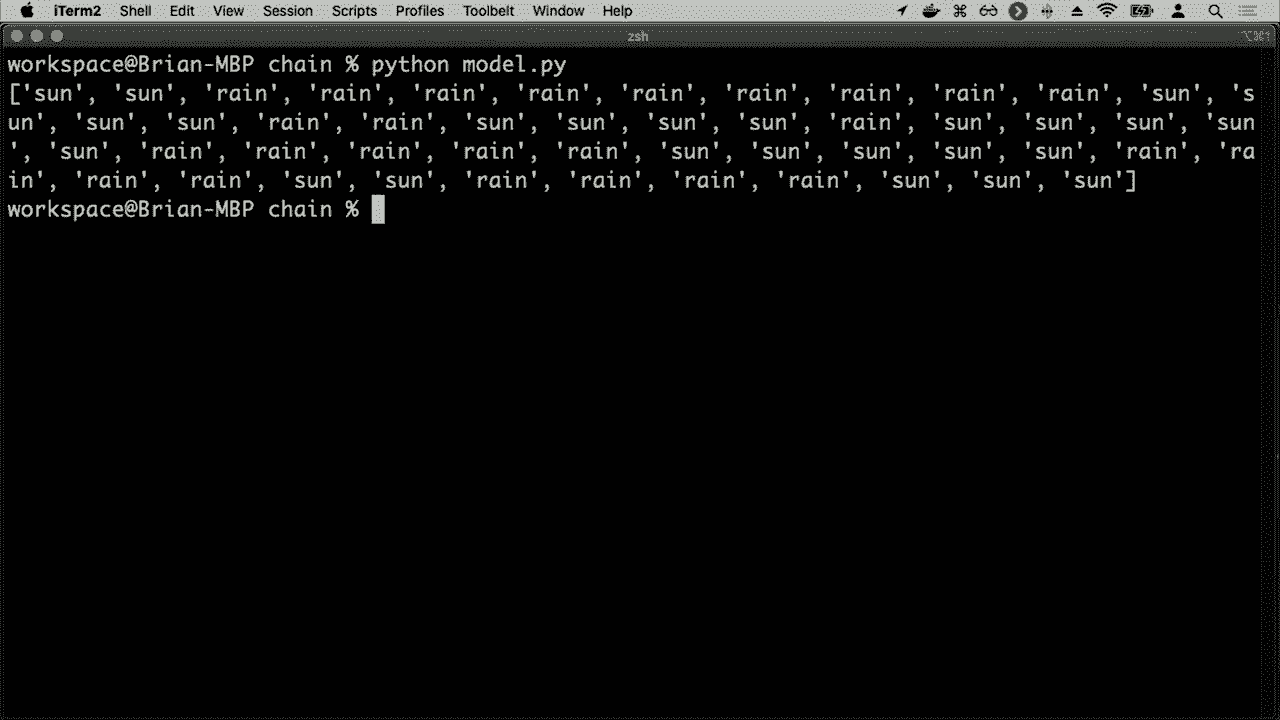 iTerm2 Shell Edit View Session Scripts Profiles Toolbelt Window Help
zsh
workspace@Brian-MBP chain % python model.py
['sun', 'sun', 'rain', 'rain', 'rain', 'rain', 'rain', 'rain', 'rain', 'rain', 'rain', 'sun', 's
un', 'sun', 'sun', 'rain', 'rain', 'sun', 'sun', 'sun', 'sun', 'rain', 'sun', 'sun', 'sun', 'sun
', 'sun', 'rain', 'rain', 'rain', 'rain', 'rain', 'sun', 'sun', 'sun', 'sun', 'sun', 'rain', 'ra
in', 'rain', 'rain', 'sun', 'sun', 'rain', 'rain', 'rain', 'rain', 'sun', 'sun', 'sun']
workspace@Brian-MBP chain %